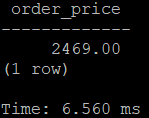 order_price
-------------
2469.00
(1 row)
Time: 6.560 ms